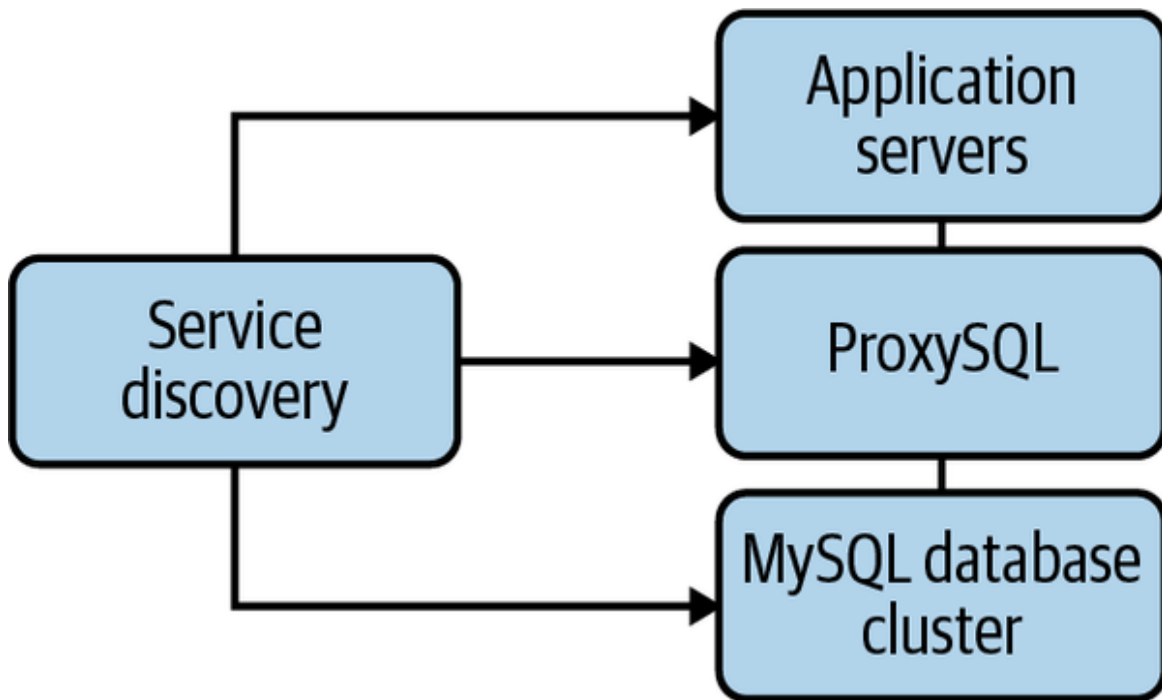 Application
servers
Service
discovery
ProxySQL
MySQL database
cluster